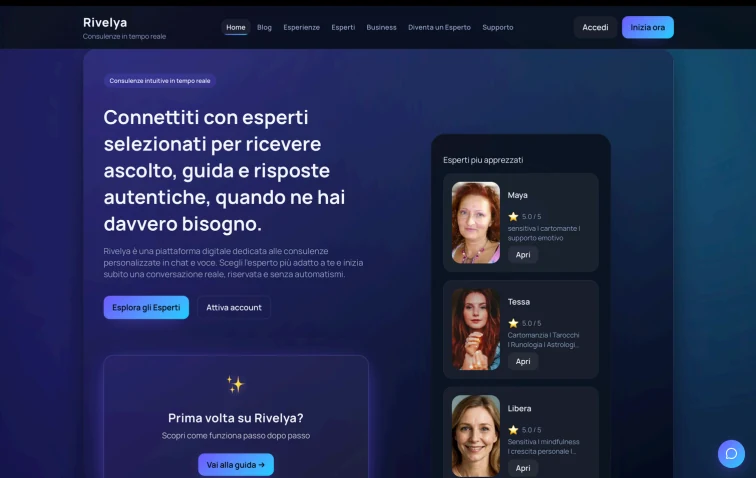 Rivelya
Consulenze in tempo reale
Home
Blog
Esperienze
Esperti
Business
Diventa un Esperto
Supporto
Accedi
Inizia ora
Consulenze intuitive in tempo reale
Connettiti con esperti
selezionati per ricevere
ascolto, guida e risposte
autentiche, quando ne hai
davvero bisogno.
Rivelya è una piattaforma digitale dedicata alle consulenze
personalizzate in chat e voce. Scegli l'esperto più adatto a te e inizia
subito una conversazione reale, riservata e senza automatismi.
Esplora gli Esperti
Attiva account
Prima volta su Rivelya?
Scopri come funziona passo dopo passo
Vai alla guida →
Esperti piu apprezzati
Maya
5.0 / 5
sensitiva | cartomante |
supporto emotivo
Apri
Tessa
5.0 / 5
Cartomanzia | Tarocchi
| Runologia | Astrologi...
Apri
Libera
5.0 / 5
Sensitiva | mindfulness
| crescita personale |...
Apri